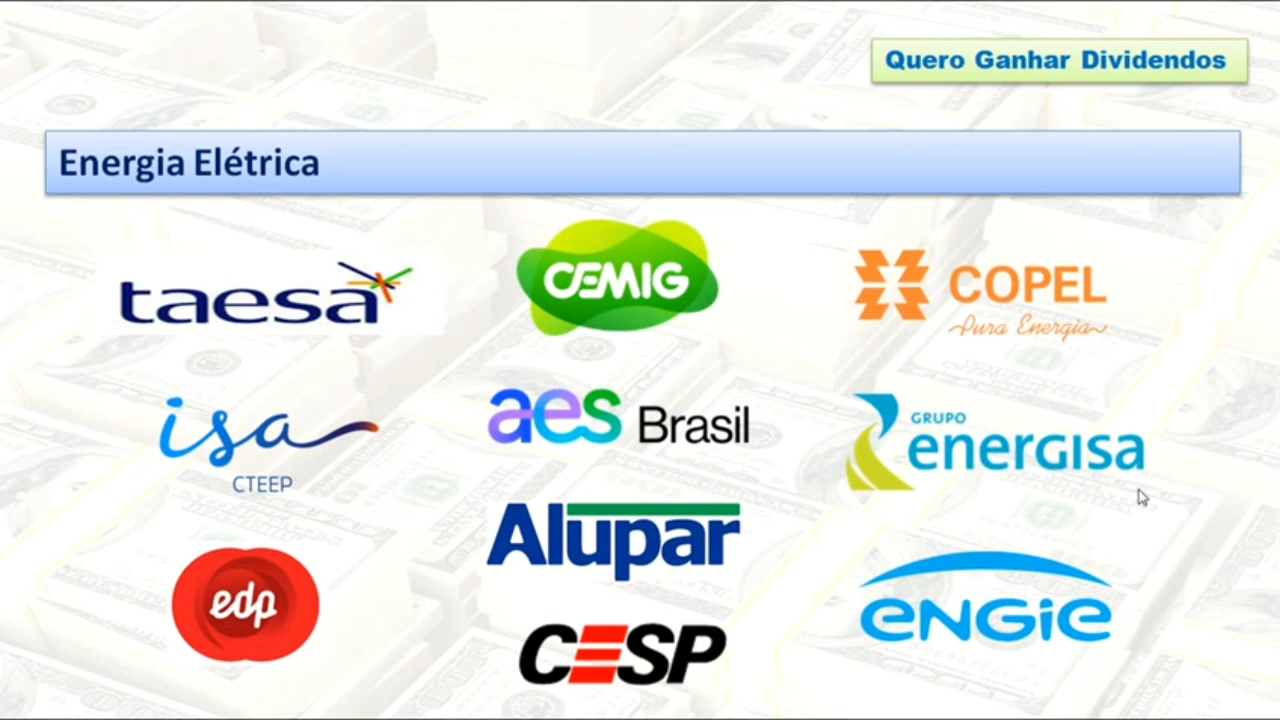 Quero Ganhar Dividendos
Energia Elétrica
taesa
CEMIG
COPEL
Pura Energia
isa
CTEEP
aes Brasil
GRUPO
energisa
Alupar
edp
CESP
engie